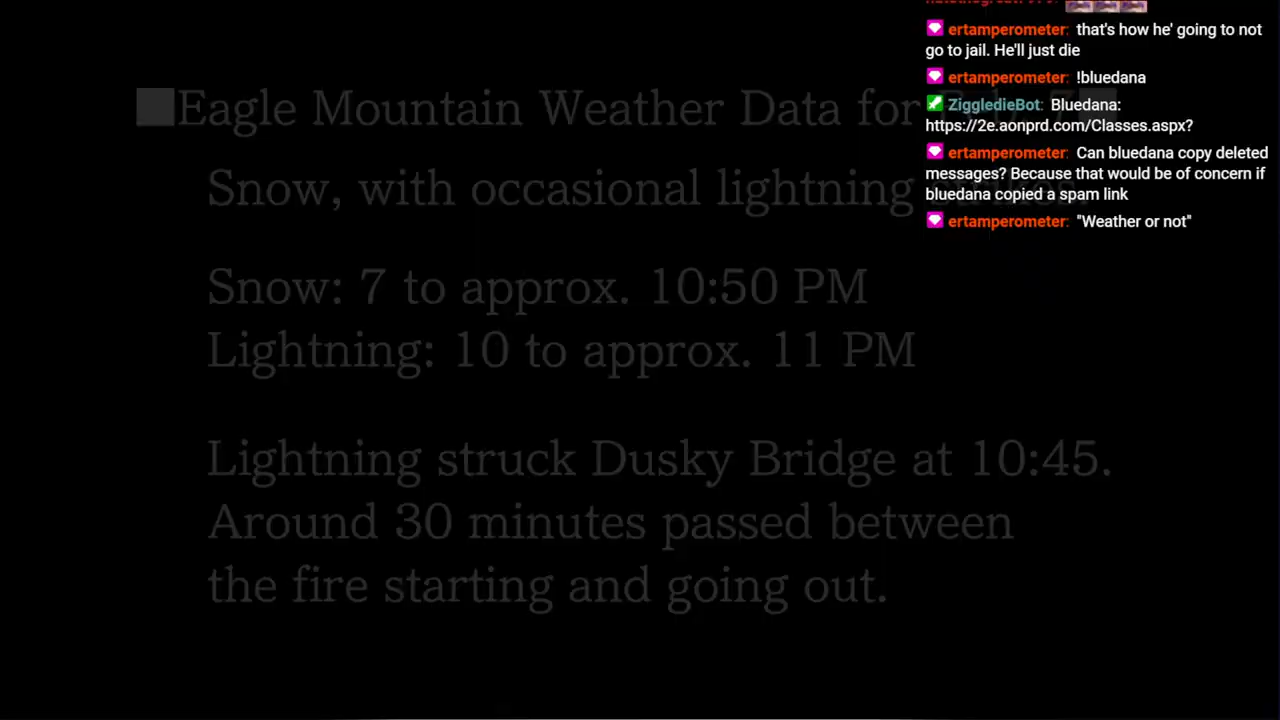 ■Eagle Mountain Weather Data for
Snow, with occasional lightning strikes.
Snow: 7 to approx. 10:50 PM
Lightning: 10 to approx. 11 PM
Lightning struck Dusky Bridge at 10:45.
Around 30 minutes passed between
the fire starting and going out.
ertamperometer: that's how he' going to not
go to jail. He'll just die
ertamperometer: !bluedana
ZiggledieBot: Bluedana:
https://2e.aonprd.com/Classes.aspx?
ertamperometer: Can bluedana copy deleted
messages? Because that would be of concern if
bluedana copied a spam link
ertamperometer: "Weather or not"